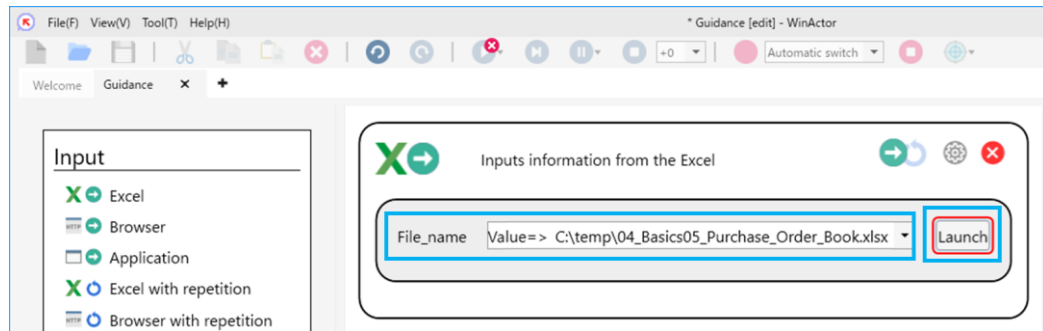 File(F) View(V) Tool(T) Help(H) * Guidance [edit] - WinActor
+0 Automatic switch
Welcome Guidance
Input
Excel
Browser
Application
Excel with repetition
HTTP Browser with repetition
Inputs information from the Excel
File_name Value=> C:\temp\04_Basics05_Purchase_Order_Book.xlsx Launch